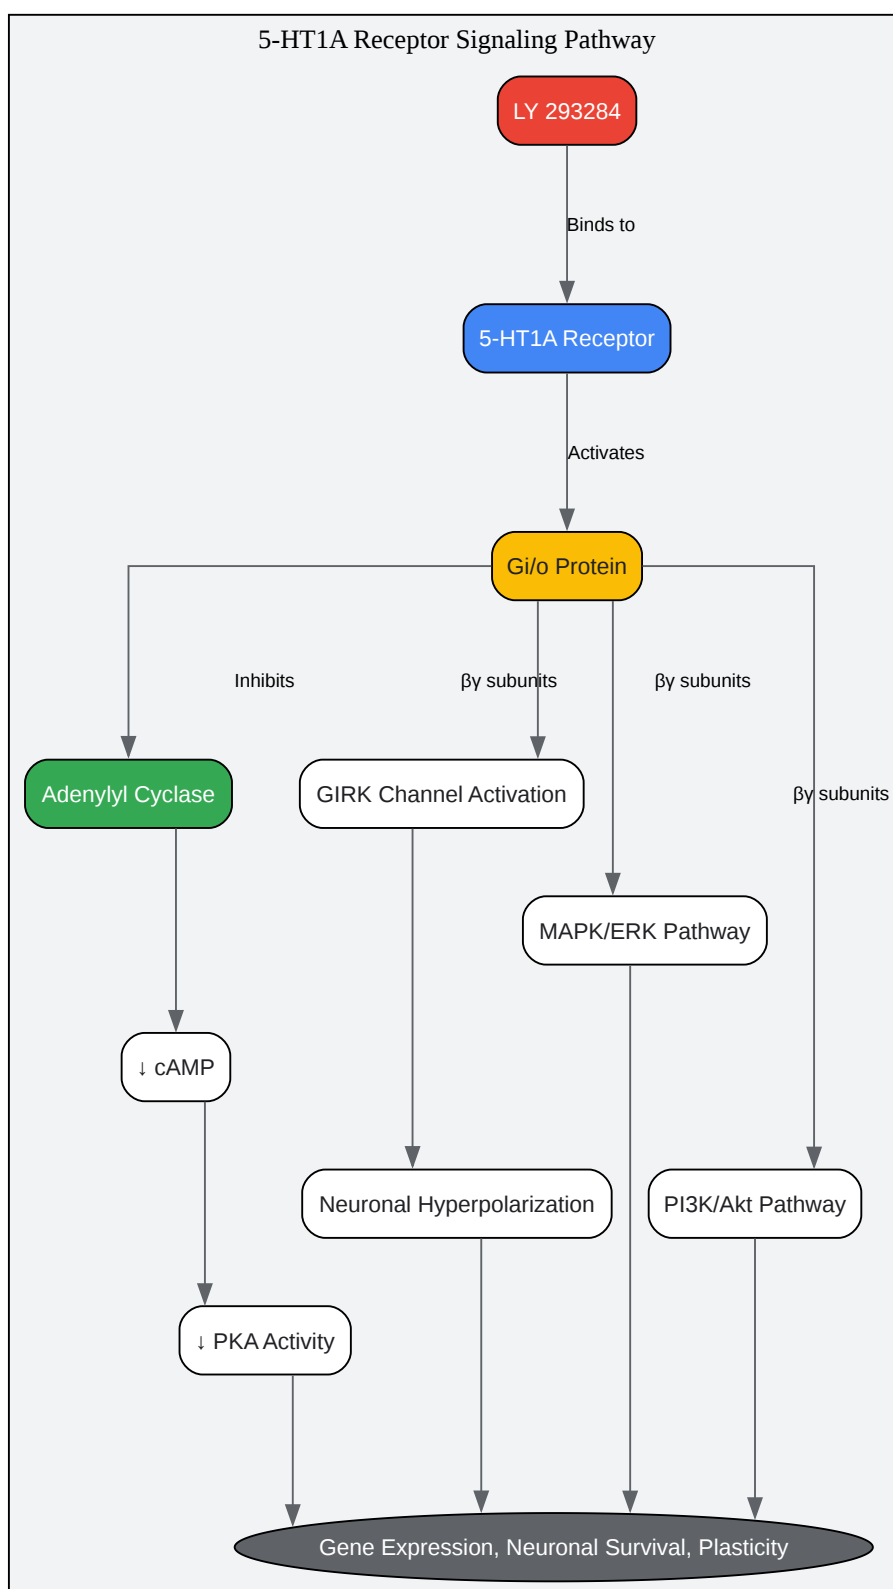 5-HT1A Receptor Signaling Pathway
LY 293284
Binds to
5-HT1A Receptor
Activates
Gi/o Protein
Inhibits
βγ subunits
βγ subunits
βγ subunits
Adenylyl Cyclase
GIRK Channel Activation
MAPK/ERK Pathway
↓ cAMP
Neuronal Hyperpolarization
PI3K/Akt Pathway
↓ PKA Activity
Gene Expression, Neuronal Survival, Plasticity